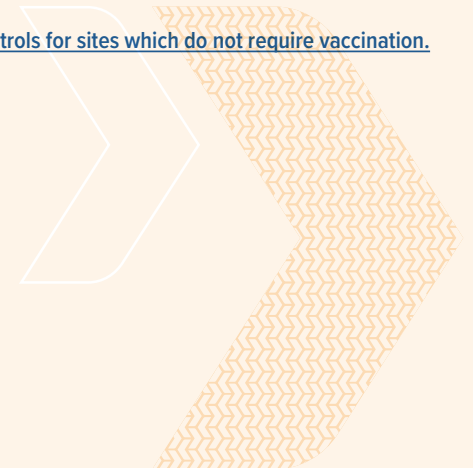 trols for sites which do not require vaccination.